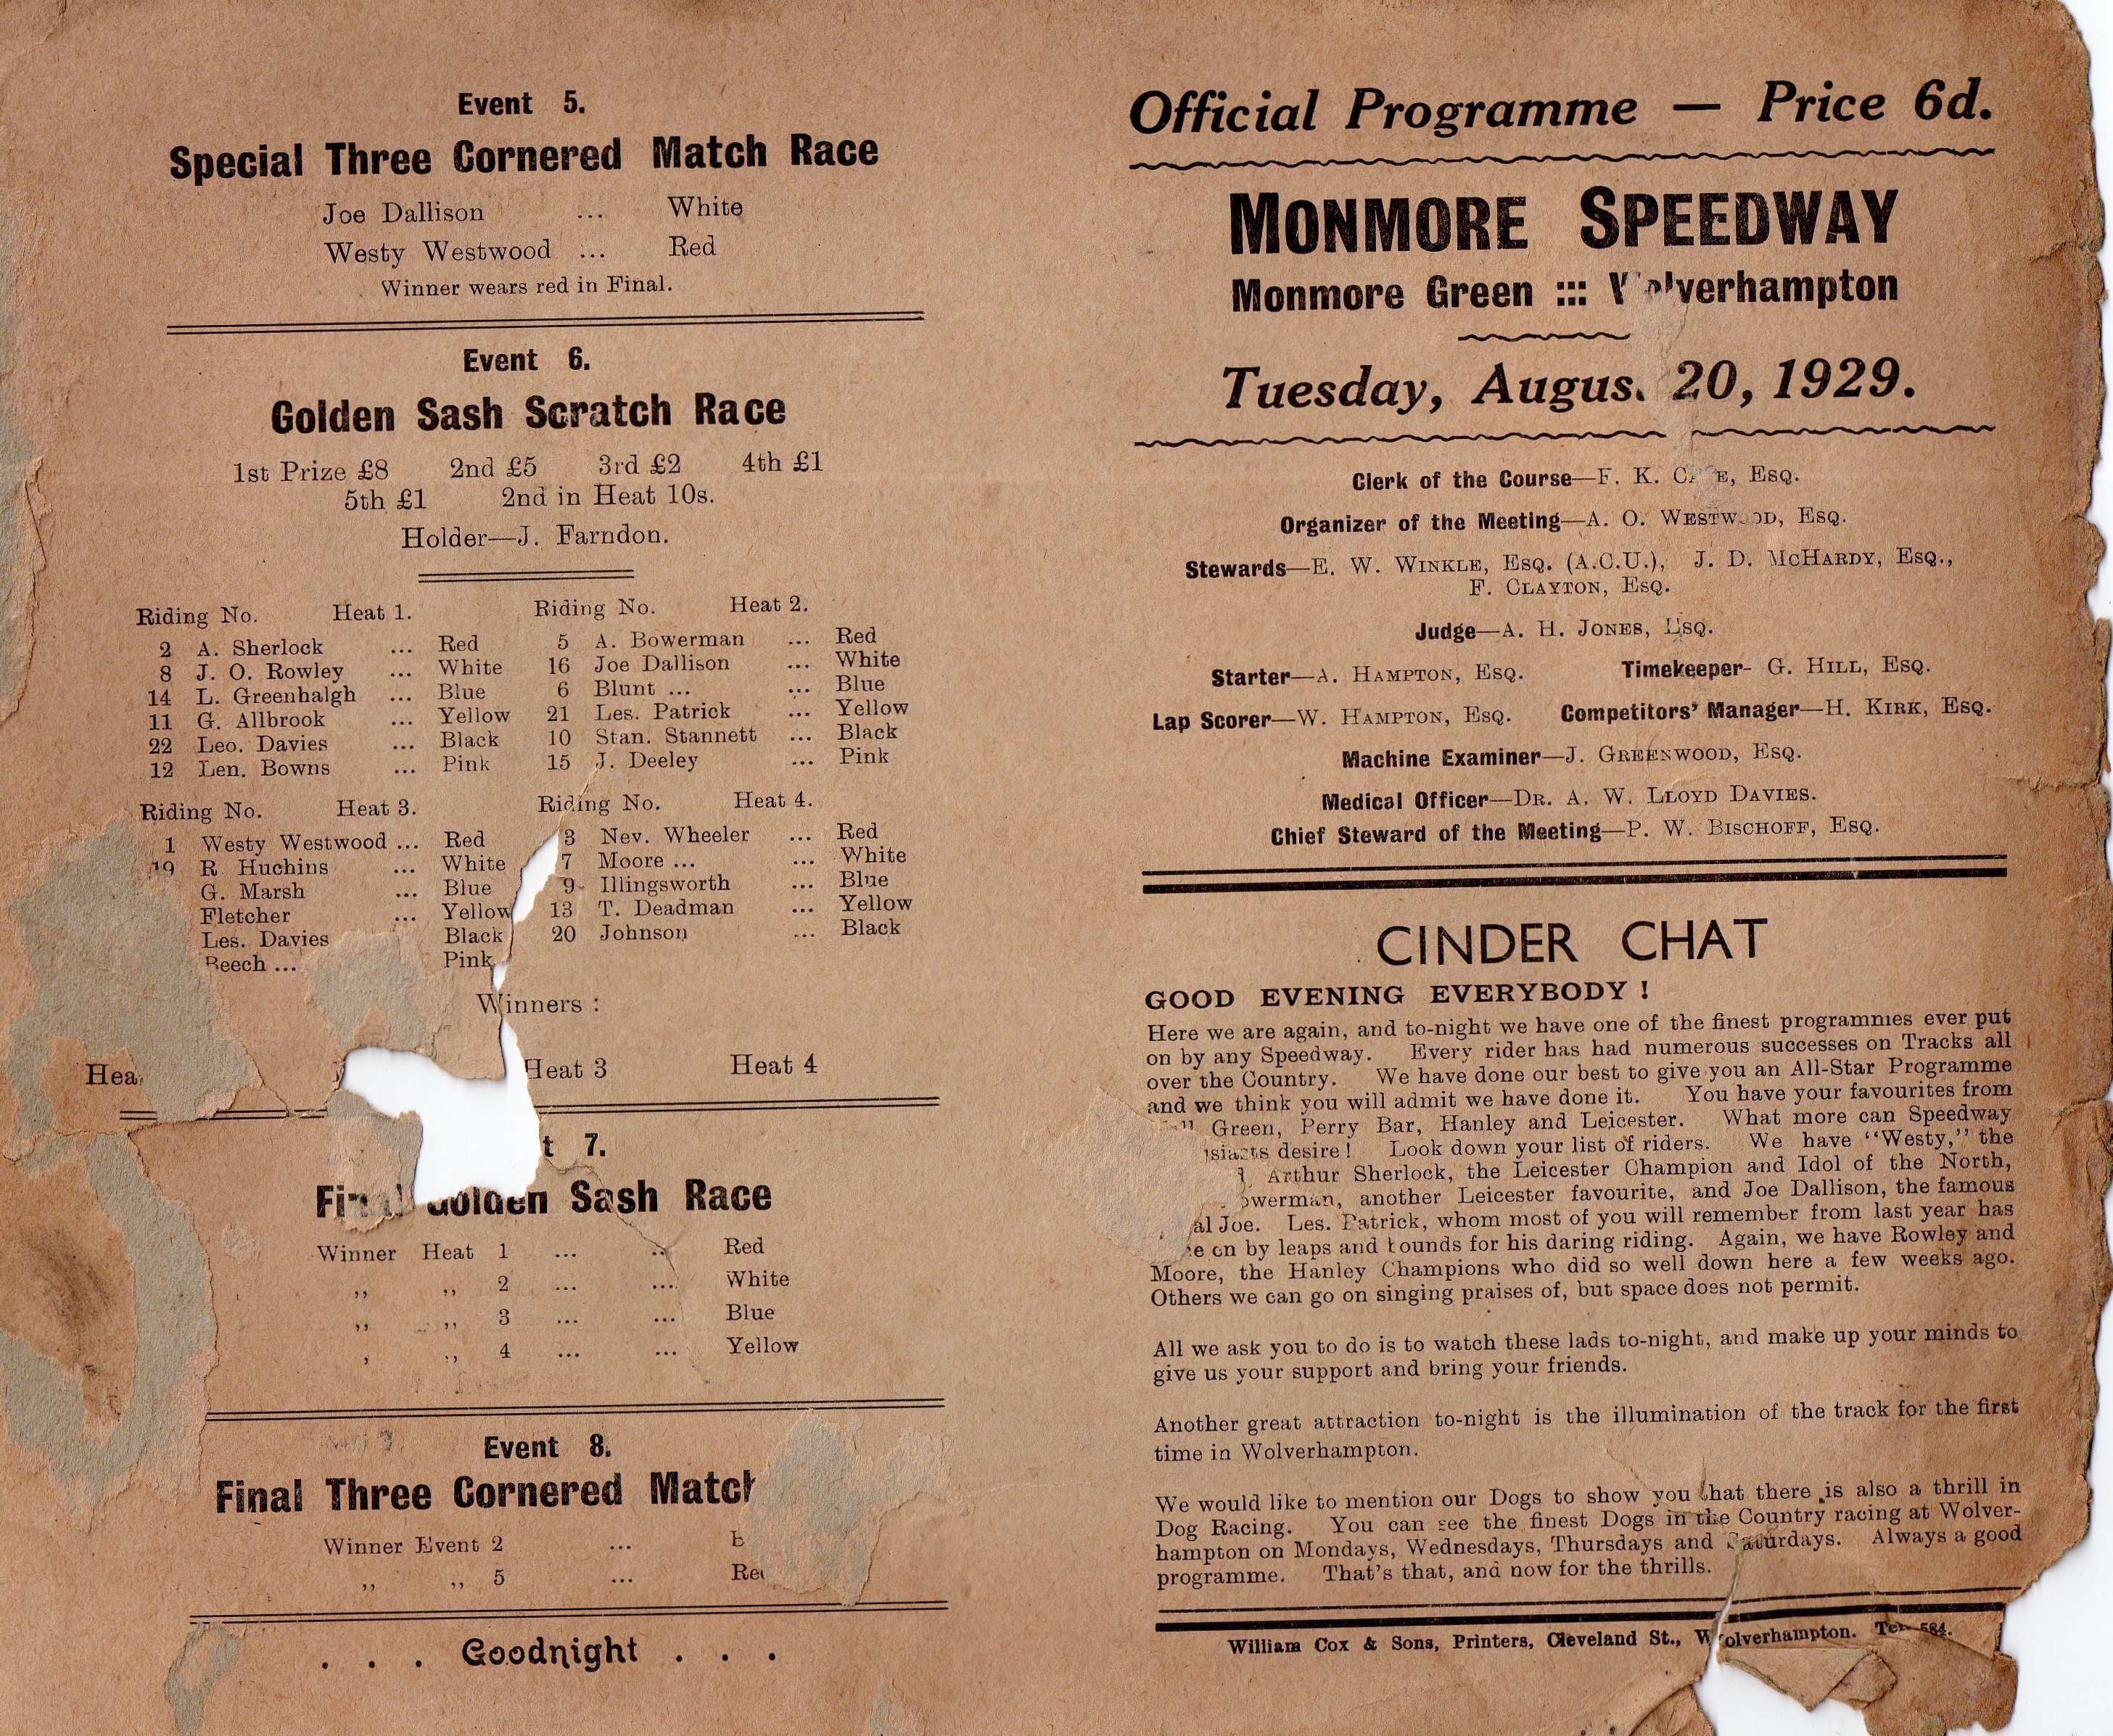 Event 5.
Special Three Cornered Match Race
Joe Dallison ... White
Westy Westwood ... Red
Winner wears red in Final.
Event 6.
Golden Sash Scratch Race
1st Prize £8 2nd £5 3rd £2 4th £1
5th £1 2nd in Heat 10s.
Holder—J. Farndon.
Riding No. Heat 1.
2 A. Sherlock ... Red
8 J. O. Rowley ... White
14 L. Greenhalgh ... Blue
11 G. Allbrook ... Yellow
22 Leo. Davies ... Black
12 Len. Bowns ... Pink
Riding No. Heat 2.
5 A. Bowerman ... Red
16 Joe Dallison ... White
6 Blunt ... ... Blue
21 Les. Patrick ... Yellow
10 Stan. Stannett ... Black
15 J. Deeley ... Pink
Riding No. Heat 3.
1 Westy Westwood ... Red
19 R. Huchins ... White
G. Marsh ... Blue
Fletcher ... Yellow
Les. Davies Black
Beech ... Pink
Riding No. Heat 4.
3 Nev. Wheeler ... Red
7 Moore ... ... White
9 Illingsworth ... Blue
13 T. Deadman ... Yellow
20 Johnson ... Black
Winners :
Heat 3 Heat 4
7.
Final Golden Sash Race
Winner Heat 1 ... ... Red
,, ,, 2 ... ... White
,, ,, 3 ... ... Blue
, ,, 4 ... ... Yellow
Event 8.
Final Three Cornered Match
Winner Event 2 ...
,, ,, 5 ... Red
. . . Goodnight . . .
Official Programme — Price 6d.
MONMORE SPEEDWAY
Monmore Green ::: Wolverhampton
Tuesday, August 20, 1929.
Clerk of the Course—F. K. Esq.
Organizer of the Meeting—A. O. WESTWOOD, Esq.
Stewards—E. W. WINKLE, Esq. (A.C.U.), J. D. McHARDY, Esq.,
F. CLAYTON, Esq.
Judge—A. H. JONES, Esq.
Starter—A. HAMPTON, Esq. Timekeeper- G. HILL, Esq.
Lap Scorer—W. HAMPTON, Esq. Competitors' Manager—H. KIRK, Esq.
Machine Examiner—J. GREENWOOD, Esq.
Medical Officer—DR. A. W. LLOYD DAVIES.
Chief Steward of the Meeting—P. W. BISCHOFF, Esq.
CINDER CHAT
GOOD EVENING EVERYBODY !
Here we are again, and to-night we have one of the finest programmes ever put
on by any Speedway. Every rider has had numerous successes on Tracks all
over the Country. We have done our best to give you an All-Star Programme
and we think you will admit we have done it. You have your favourites from
Green, Perry Bar, Hanley and Leicester. What more can Speedway
desire ! Look down your list of riders. We have "Westy," the
Arthur Sherlock, the Leicester Champion and Idol of the North,
Bowerman, another Leicester favourite, and Joe Dallison, the famous
Joe. Les. Patrick, whom most of you will remember from last year has
on by leaps and bounds for his daring riding. Again, we have Rowley and
Moore, the Hanley Champions who did so well down here a few weeks ago.
Others we can go on singing praises of, but space does not permit.
All we ask you to do is to watch these lads to-night, and make up your minds to
give us your support and bring your friends.
Another great attraction to-night is the illumination of the track for the first
time in Wolverhampton.
We would like to mention our Dogs to show you that there is also a thrill in
Dog Racing. You can see the finest Dogs in the Country racing at Wolver-
hampton on Mondays, Wednesdays, Thursdays and Saturdays. Always a good
programme. That's that, and now for the thrills.
William Cox & Sons, Printers, Cleveland St., Wolverhampton. Tel. 584.